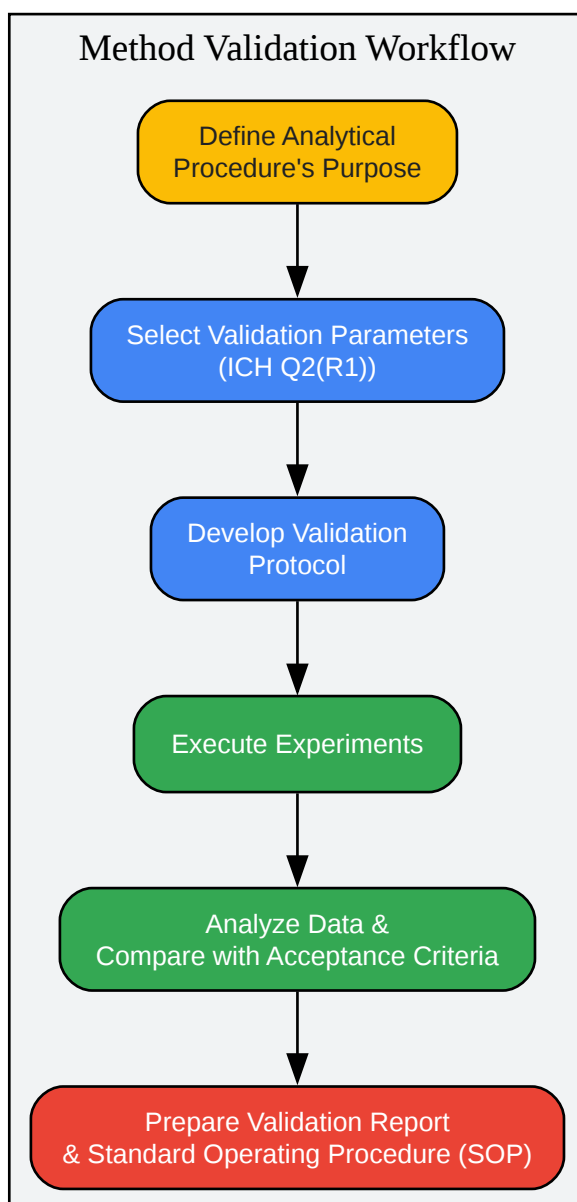 Method Validation Workflow
Define Analytical
Procedure's Purpose
Select Validation Parameters
(ICH Q2(R1))
Develop Validation
Protocol
Execute Experiments
Analyze Data &
Compare with Acceptance Criteria
Prepare Validation Report
& Standard Operating Procedure (SOP)